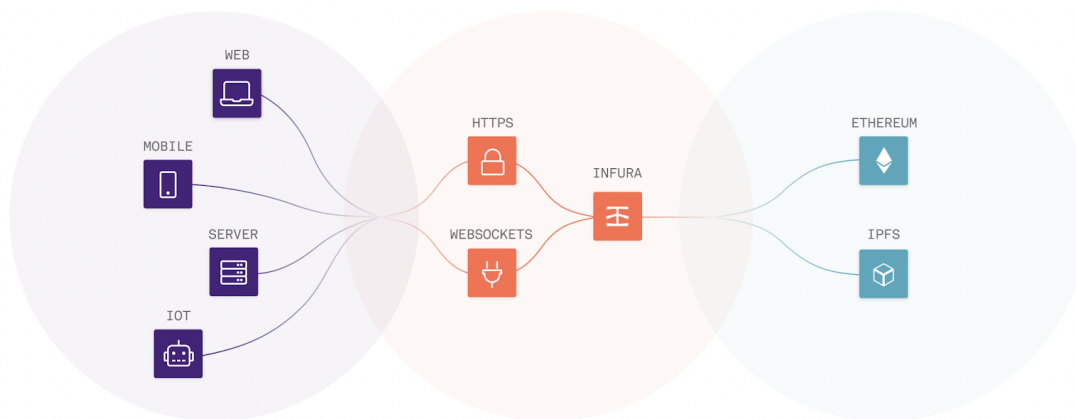 WEB
MOBILE
SERVER
IOT
HTTPS
WEBSOCKETS
INFURA
ETHEREUM
IPFS